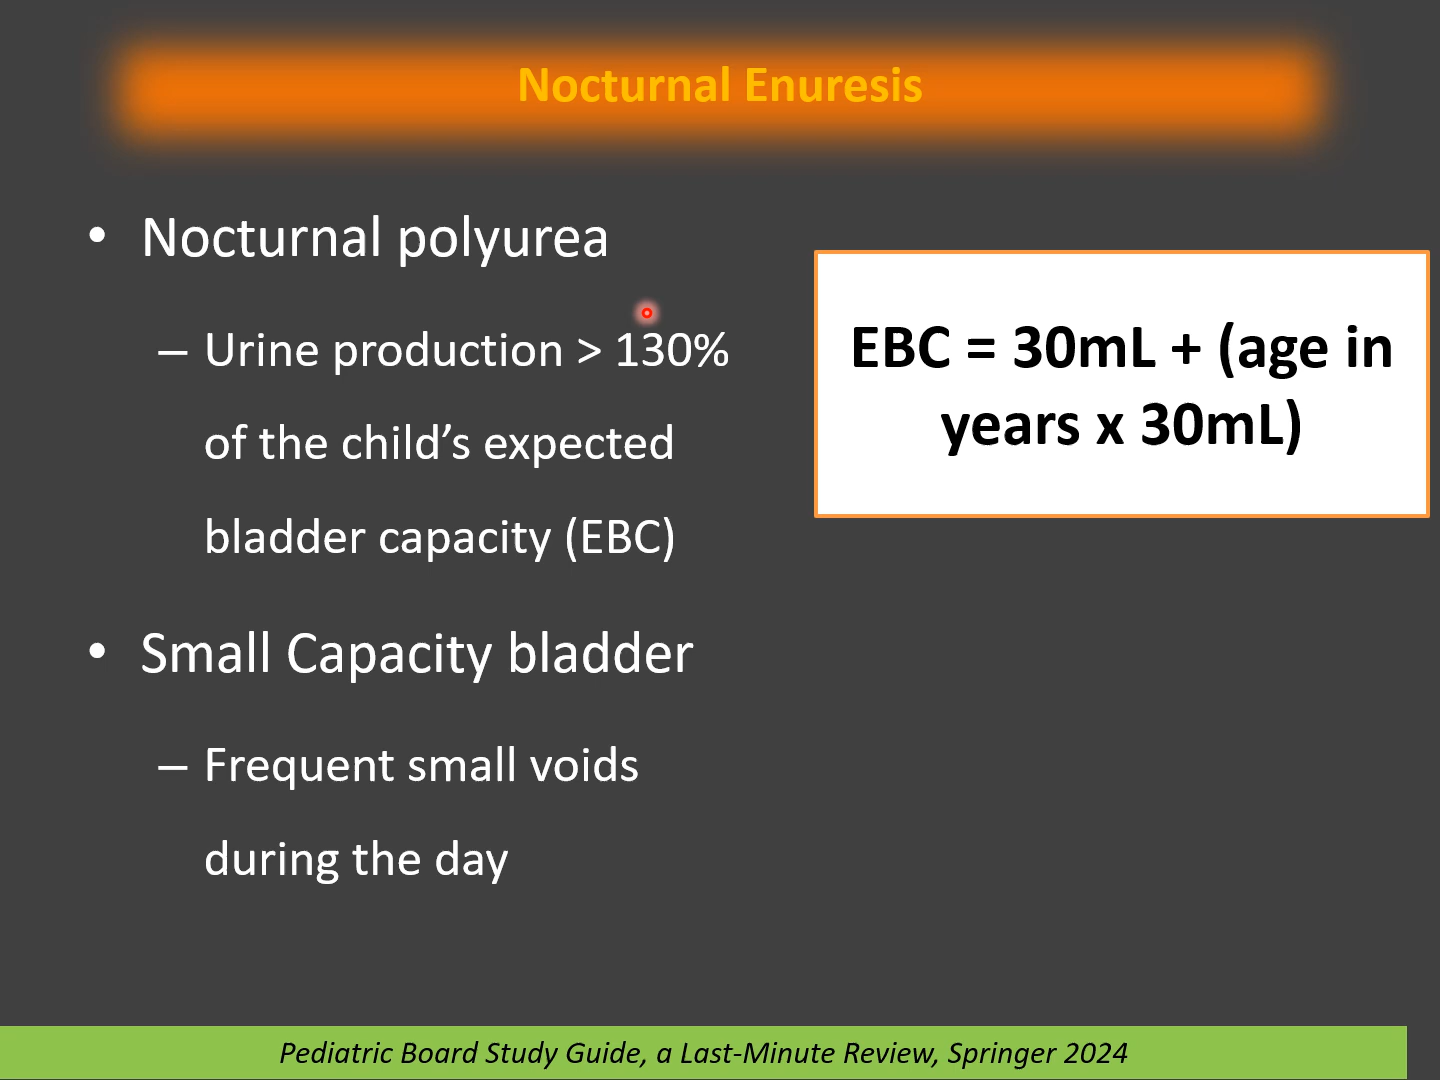 Nocturnal Enuresis
• Nocturnal polyurea
– Urine production > 130%
of the child’s expected
bladder capacity (EBC)
• Small Capacity bladder
– Frequent small voids
during the day
EBC = 30mL + (age in
years x 30mL)
Pediatric Board Study Guide, a Last-Minute Review, Springer 2024